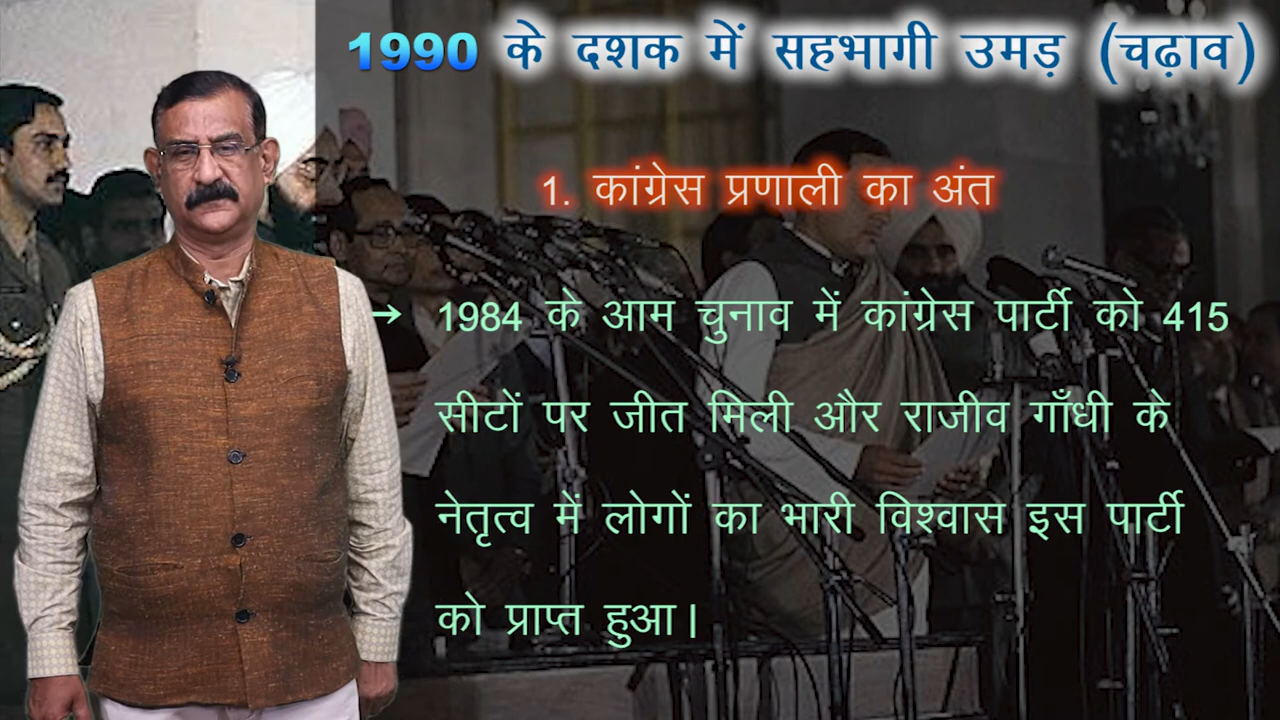 1990 के दशक में सहभागी उमड़ (चढ़ाव)
1. कांग्रेस प्रणाली का अंत
→ 1984 के आम चुनाव में कांग्रेस पार्टी को 415
सीटों पर जीत मिली और राजीव गाँधी के
नेतृत्व में लोगों का भारी विश्वास इस पार्टी
को प्राप्त हुआ।